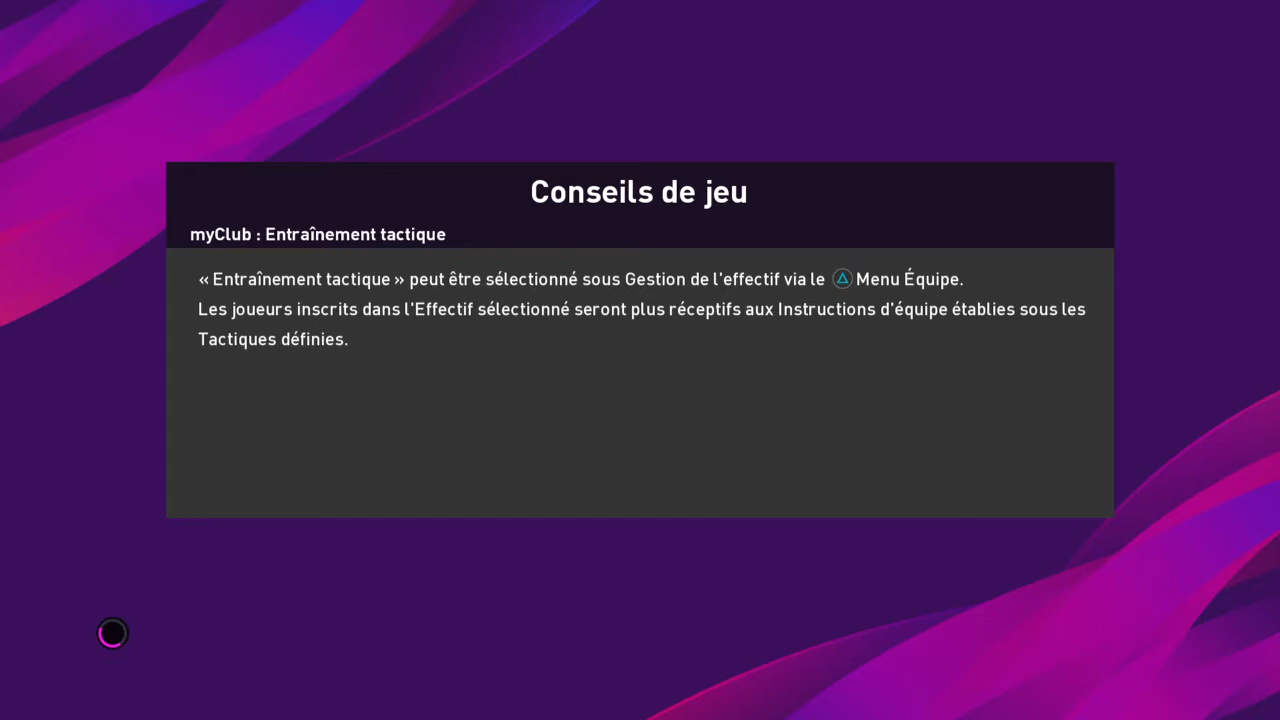 Conseils de jeu
myClub : Entraînement tactique
« Entraînement tactique » peut être sélectionné sous Gestion de l'effectif via le Menu Équipe.
Les joueurs inscrits dans l'Effectif sélectionné seront plus réceptifs aux Instructions d'équipe établies sous les
Tactiques définies.